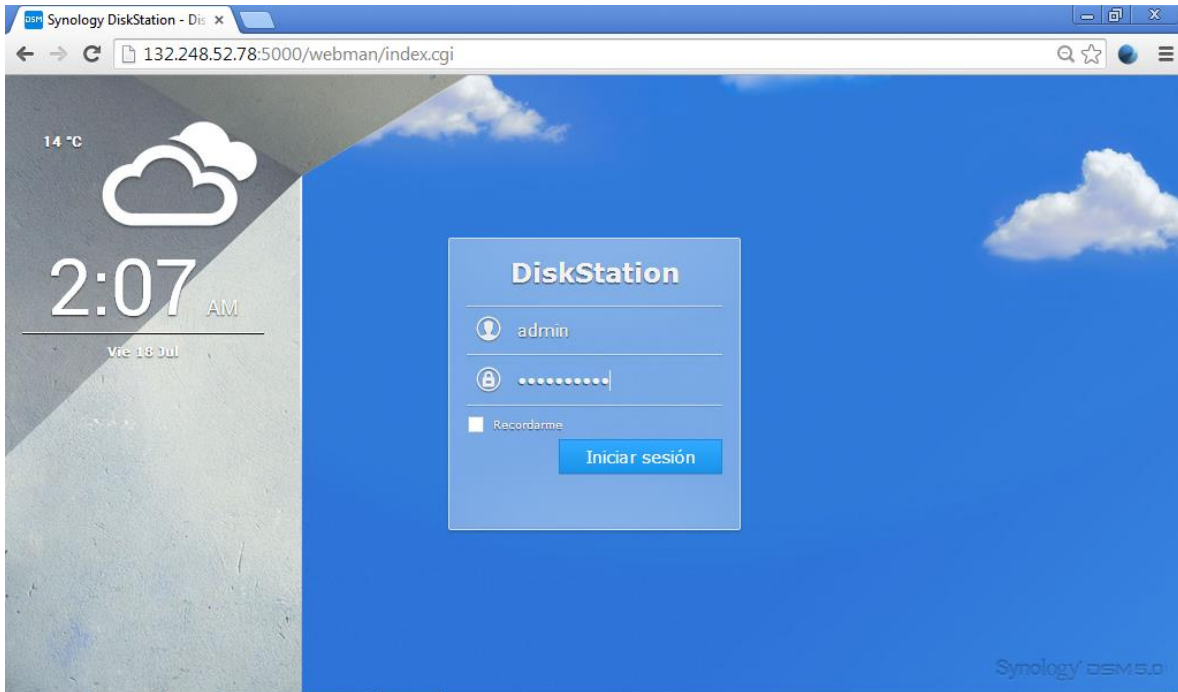 DSM Synology DiskStation - Dis
132.248.52.78:5000/webman/index.cgi
14 °C
2:07 AM
Vie 18 Jul
DiskStation
admin
••••••••••
Recordarme
Iniciar sesión
Synology DSM 5.0